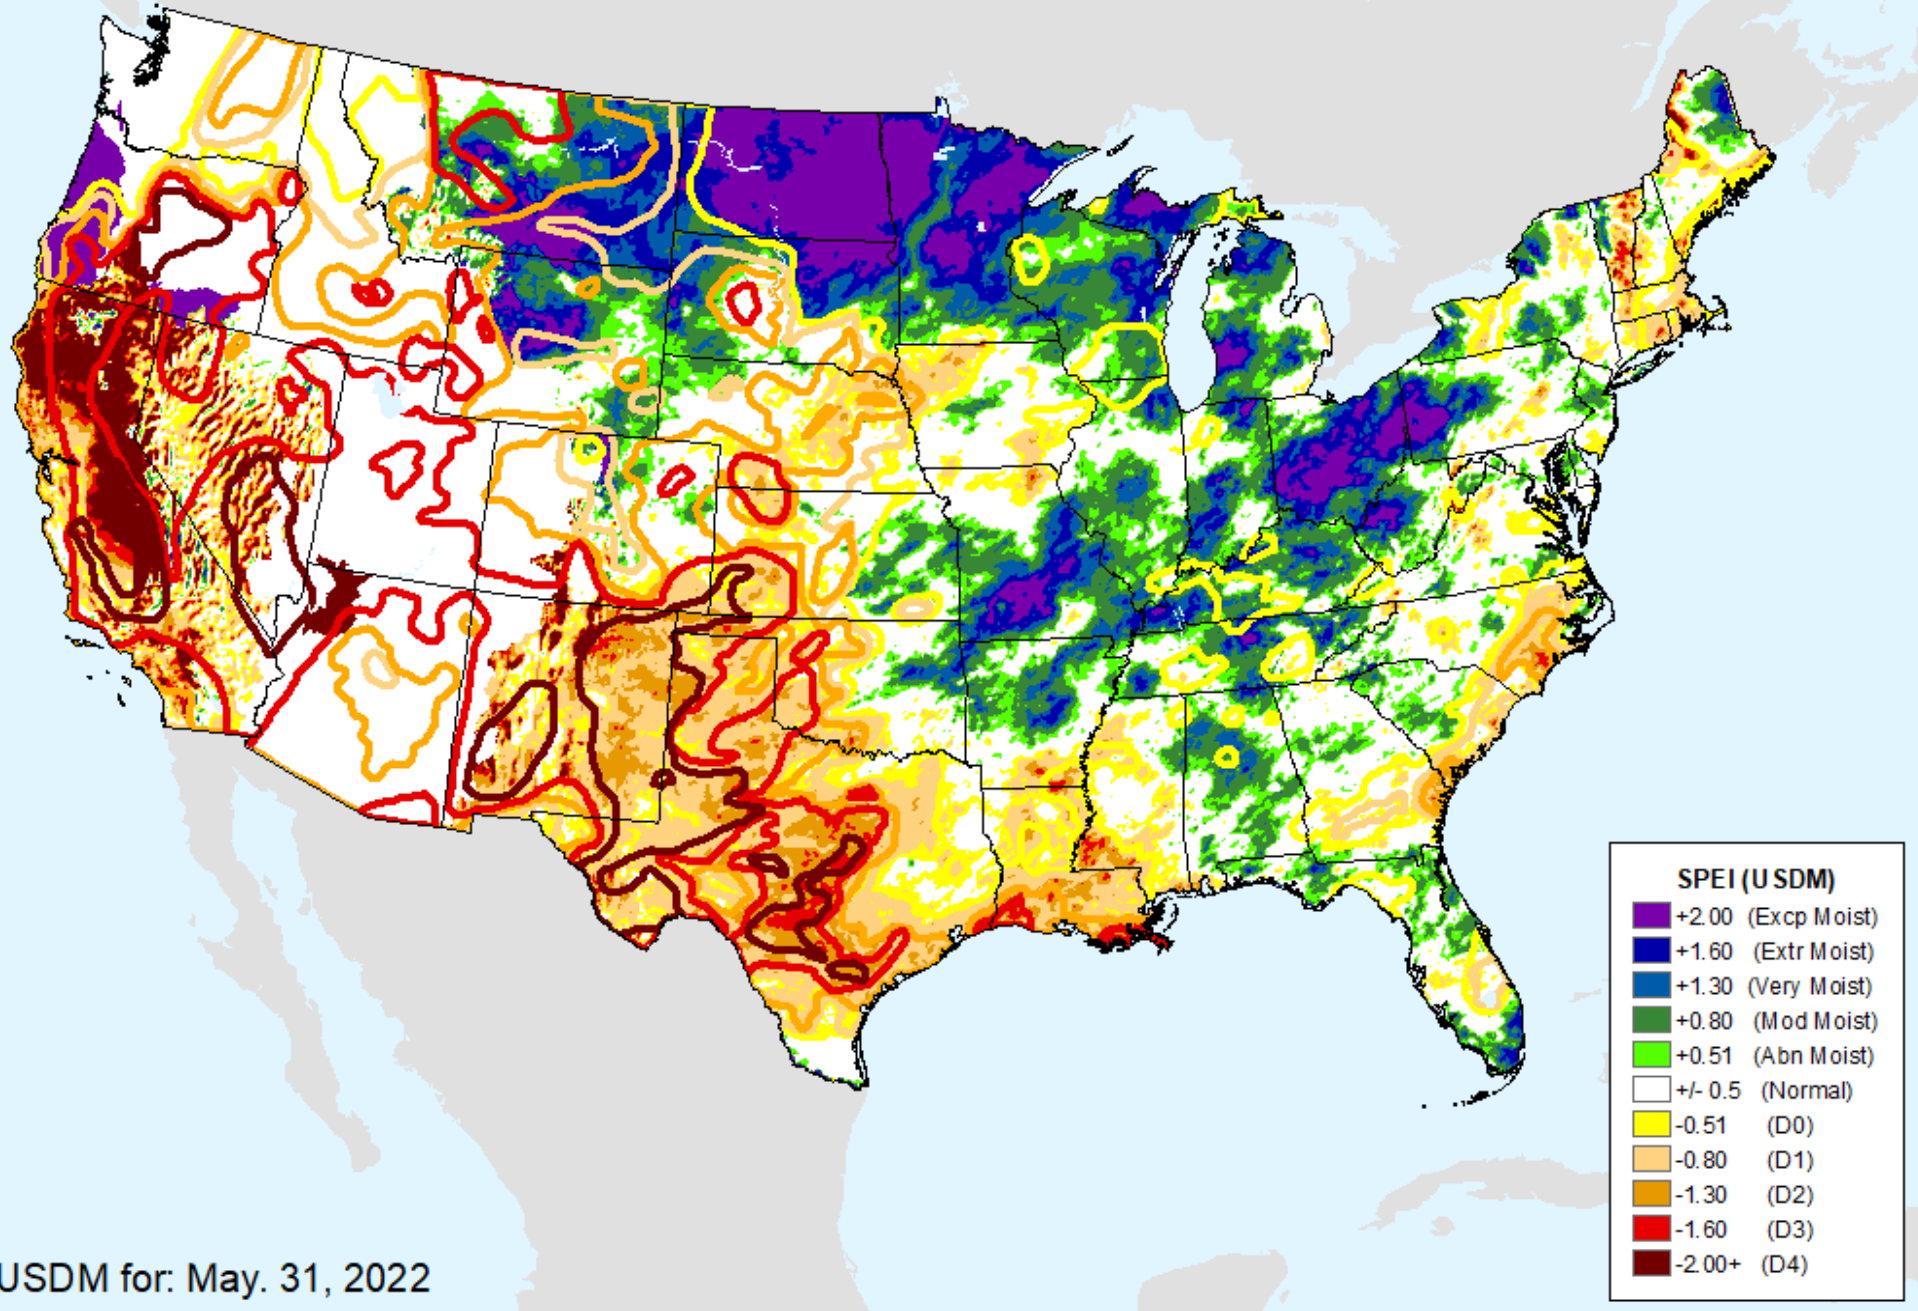 SPEI (USDM)
+2.00 (Excp Moist)
+1.60 (Extr Moist)
+1.30 (Very Moist)
+0.80 (Mod Moist)
+0.51 (Abn Moist)
+/- 0.5 (Normal)
-0.51 (D0)
-0.80 (D1)
-1.30 (D2)
-1.60 (D3)
-2.00+ (D4)
USDM for: May. 31, 2022